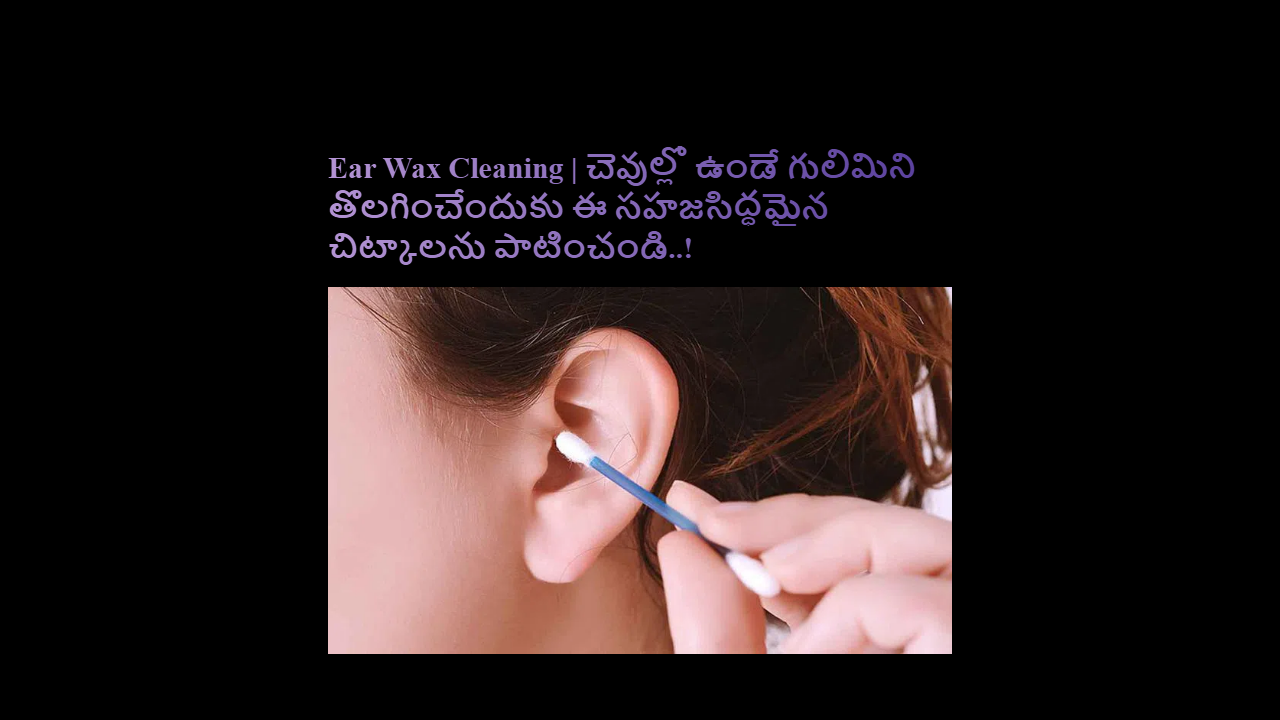 Ear Wax Cleaning | చెవుల్లొ ఉండే గులిమిని
తొలగించేందుకు ఈ సహజసిద్ధమైన
చిట్కాలను పాటించండి..!